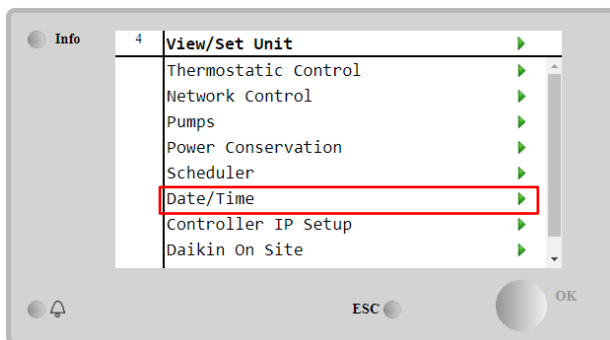 Info
4 View/Set Unit
Thermostatic Control
Network Control
Pumps
Power Conservation
Scheduler
Date/Time
Controller IP Setup
Daikin On Site
ESC
OK